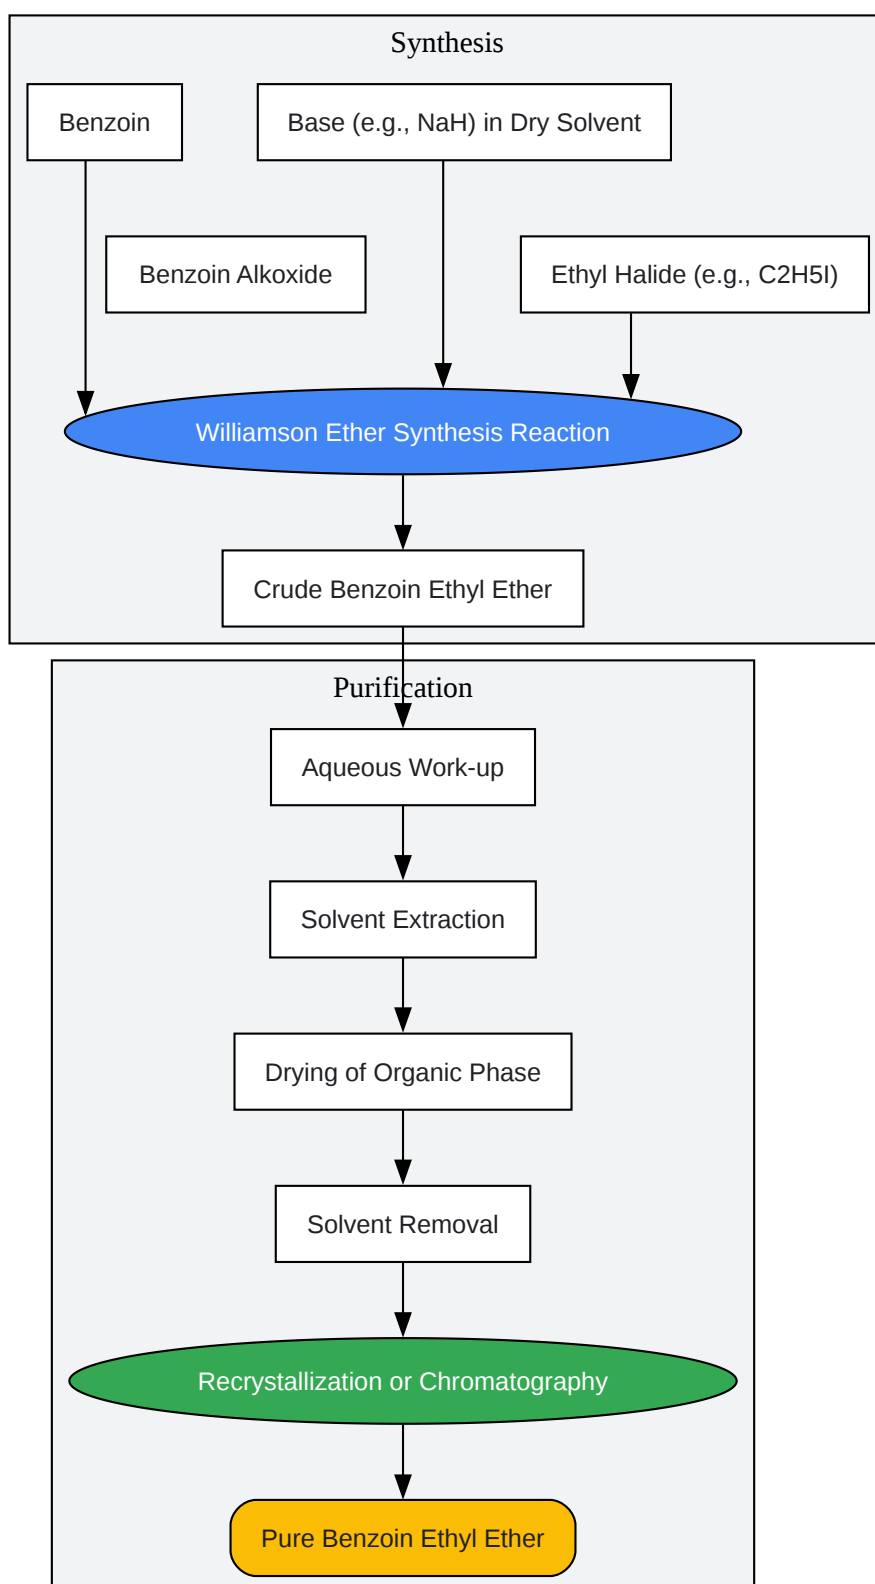 Synthesis
Benzoin
Base (e.g., NaH) in Dry Solvent
Benzoin Alkoxide
Ethyl Halide (e.g., C2H5I)
Williamson Ether Synthesis Reaction
Crude Benzoin Ethyl Ether
Purification
Aqueous Work-up
Solvent Extraction
Drying of Organic Phase
Solvent Removal
Recrystallization or Chromatography
Pure Benzoin Ethyl Ether